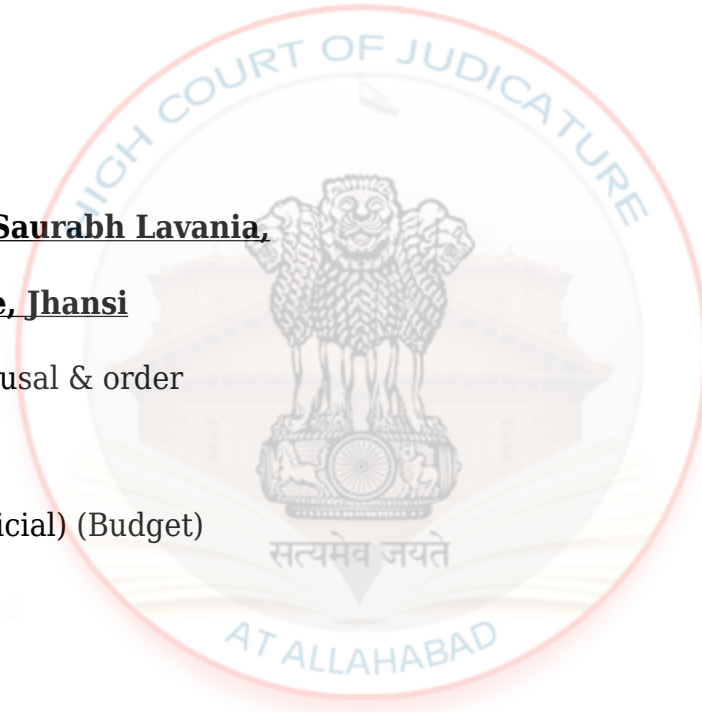 HIGH COURT OF JUDICATURE
Saurabh Lavania,
e, Jhansi
usal & order
icial) (Budget)
सत्यमेव जयते
AT ALLAHABAD